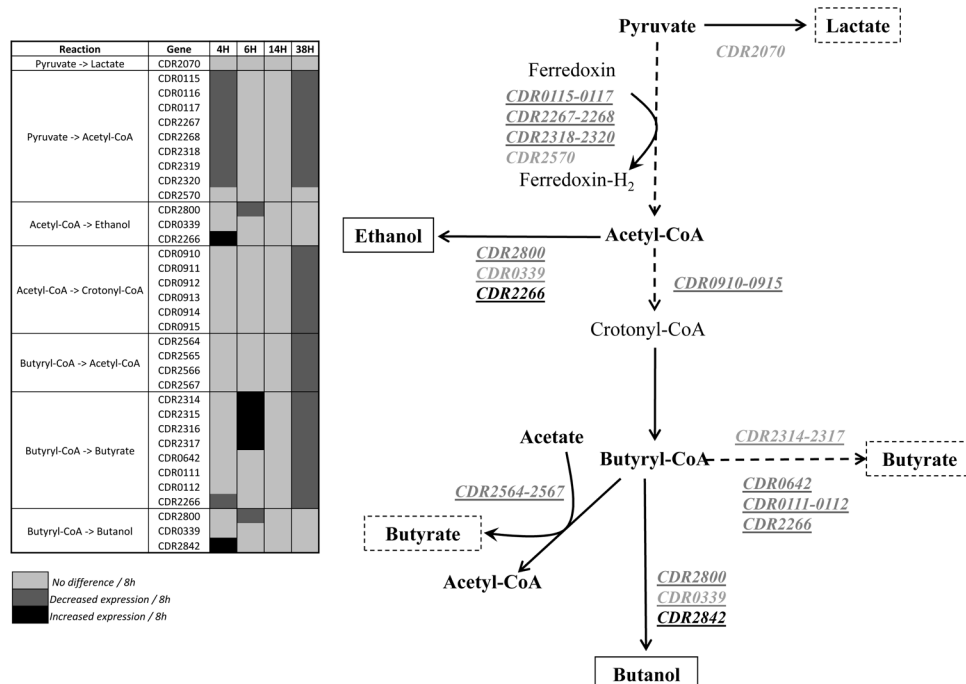 Reaction Gene 4H 6H 14H 38H
Pyruvate -> Lactate CDR2070
Pyruvate -> Acetyl-CoA
CDR0115
CDR0116
CDR0117
CDR2267
CDR2268
CDR2318
CDR2319
CDR2320
CDR2570
Acetyl-CoA -> Ethanol
CDR2800
CDR0339
CDR2266
Acetyl-CoA -> Crotonyl-CoA
CDR0910
CDR0911
CDR0912
CDR0913
CDR0914
CDR0915
Butyryl-CoA -> Acetyl-CoA
CDR2564
CDR2565
CDR2566
CDR2567
Butyryl-CoA -> Butyrate
CDR2314
CDR2315
CDR2316
CDR2317
CDR0642
CDR0111
CDR0112
CDR2266
Butyryl-CoA -> Butanol
CDR2800
CDR0339
CDR2842
No difference / 8h
Decreased expression / 8h
Increased expression / 8h
Pyruvate
Lactate
CDR2070
Ferredoxin
CDR0115-0117
CDR2267-2268
CDR2318-2320
CDR2570
Ferredoxin-H2
Ethanol
Acetyl-CoA
CDR2800
CDR0339
CDR2266
CDR0910-0915
Crotonyl-CoA
Acetate
Butyryl-CoA
CDR2314-2317
Butyrate
CDR2564-2567
CDR0642
CDR0111-0112
CDR2266
Butyrate
Acetyl-CoA
CDR2800
CDR0339
CDR2842
Butanol